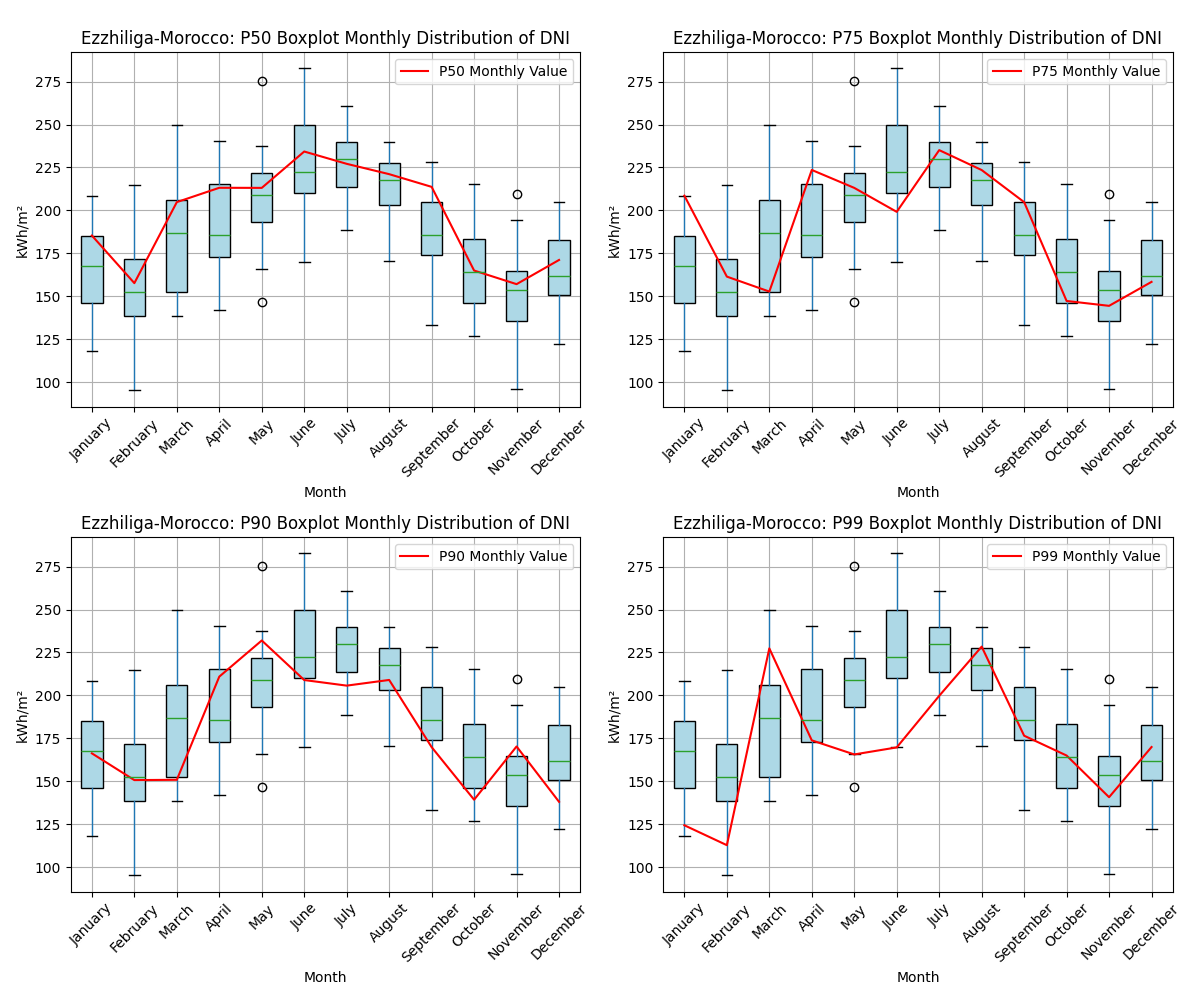 Ezzhiliga-Morocco: P50 Boxplot Monthly Distribution of DNI
P50 Monthly Value
275
250
225
200
175
150
125
100
kWh/m²
January
February
March
April
May
June
July
August
September
October
November
December
Month
Ezzhiliga-Morocco: P75 Boxplot Monthly Distribution of DNI
P75 Monthly Value
275
250
225
200
175
150
125
100
kWh/m²
January
February
March
April
May
June
July
August
September
October
November
December
Month
Ezzhiliga-Morocco: P90 Boxplot Monthly Distribution of DNI
P90 Monthly Value
275
250
225
200
175
150
125
100
kWh/m²
January
February
March
April
May
June
July
August
September
October
November
December
Month
Ezzhiliga-Morocco: P99 Boxplot Monthly Distribution of DNI
P99 Monthly Value
275
250
225
200
175
150
125
100
kWh/m²
January
February
March
April
May
June
July
August
September
October
November
December
Month